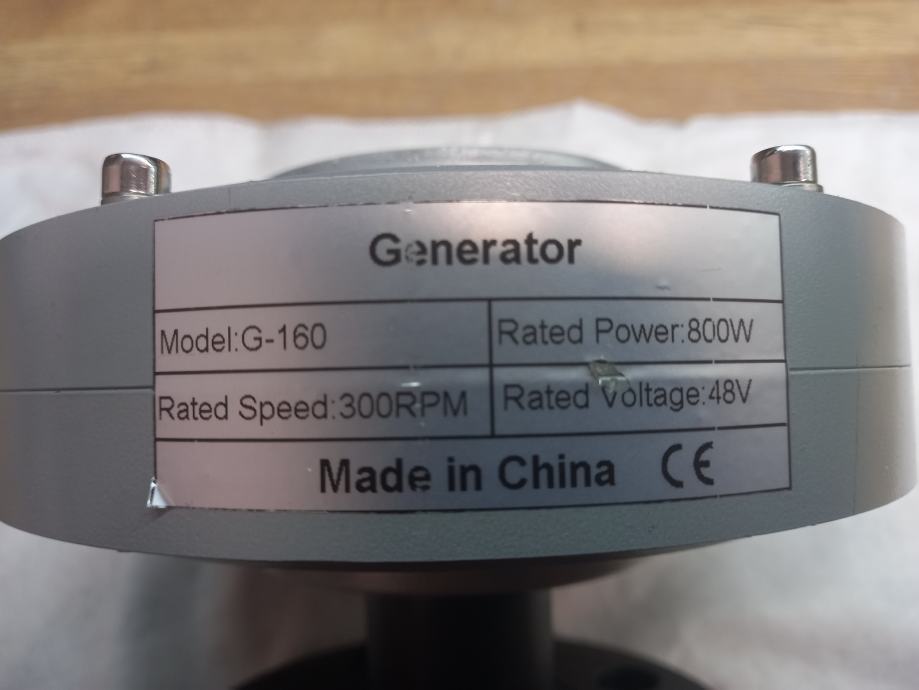 Generator
Model:G-160
Rated Power:800W
Rated Speed:300RPM
Rated Voltage:48V
Made in China CE